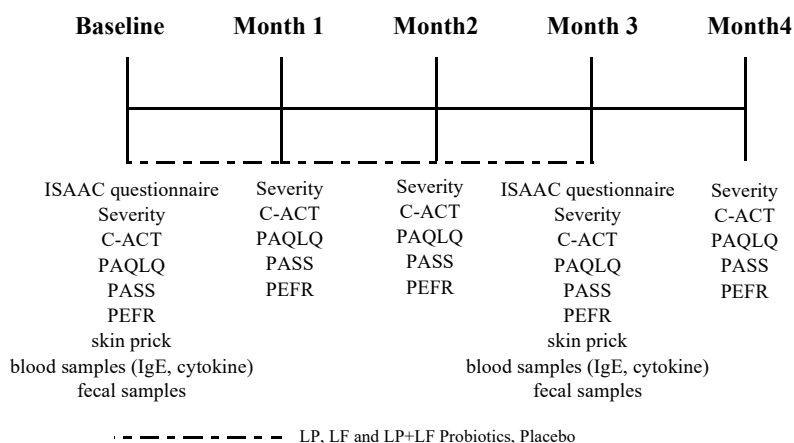 Baseline Month 1 Month2 Month 3 Month4
ISAAC questionnaire
Severity
C-ACT
PAQLQ
PASS
PEFR
skin prick
blood samples (IgE, cytokine)
fecal samples
Severity
C-ACT
PAQLQ
PASS
PEFR
Severity
C-ACT
PAQLQ
PASS
PEFR
ISAAC questionnaire
Severity
C-ACT
PAQLQ
PASS
PEFR
skin prick
blood samples (IgE, cytokine)
fecal samples
Severity
C-ACT
PAQLQ
PASS
PEFR
LP, LF and LP+LF Probiotics, Placebo